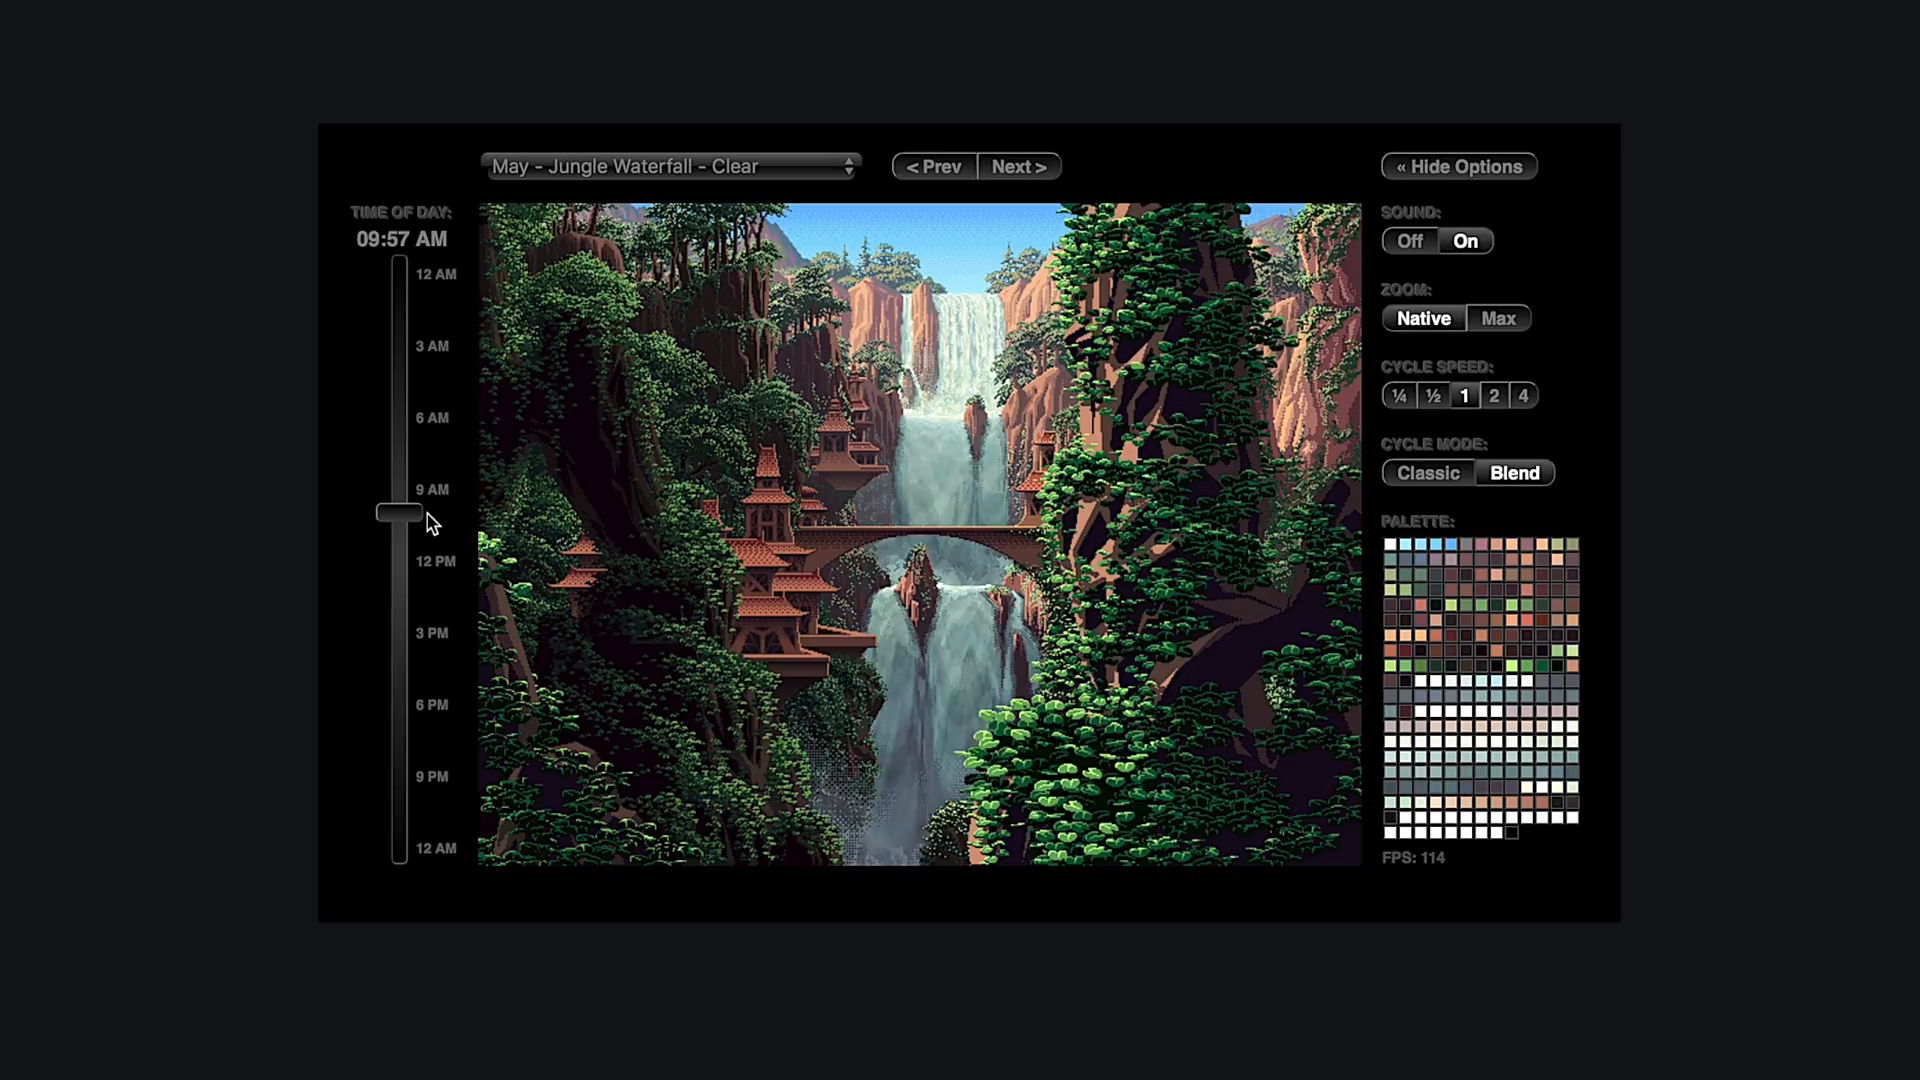 May - Jungle Waterfall - Clear
< Prev
Next >
« Hide Options
TIME OF DAY:
09:57 AM
12 AM
3 AM
6 AM
9 AM
12 PM
3 PM
6 PM
9 PM
12 AM
SOUND:
Off On
ZOOM:
Native Max
CYCLE SPEED:
¼ ½ 1 2 4
CYCLE MODE:
Classic Blend
PALETTE:
FPS: 114